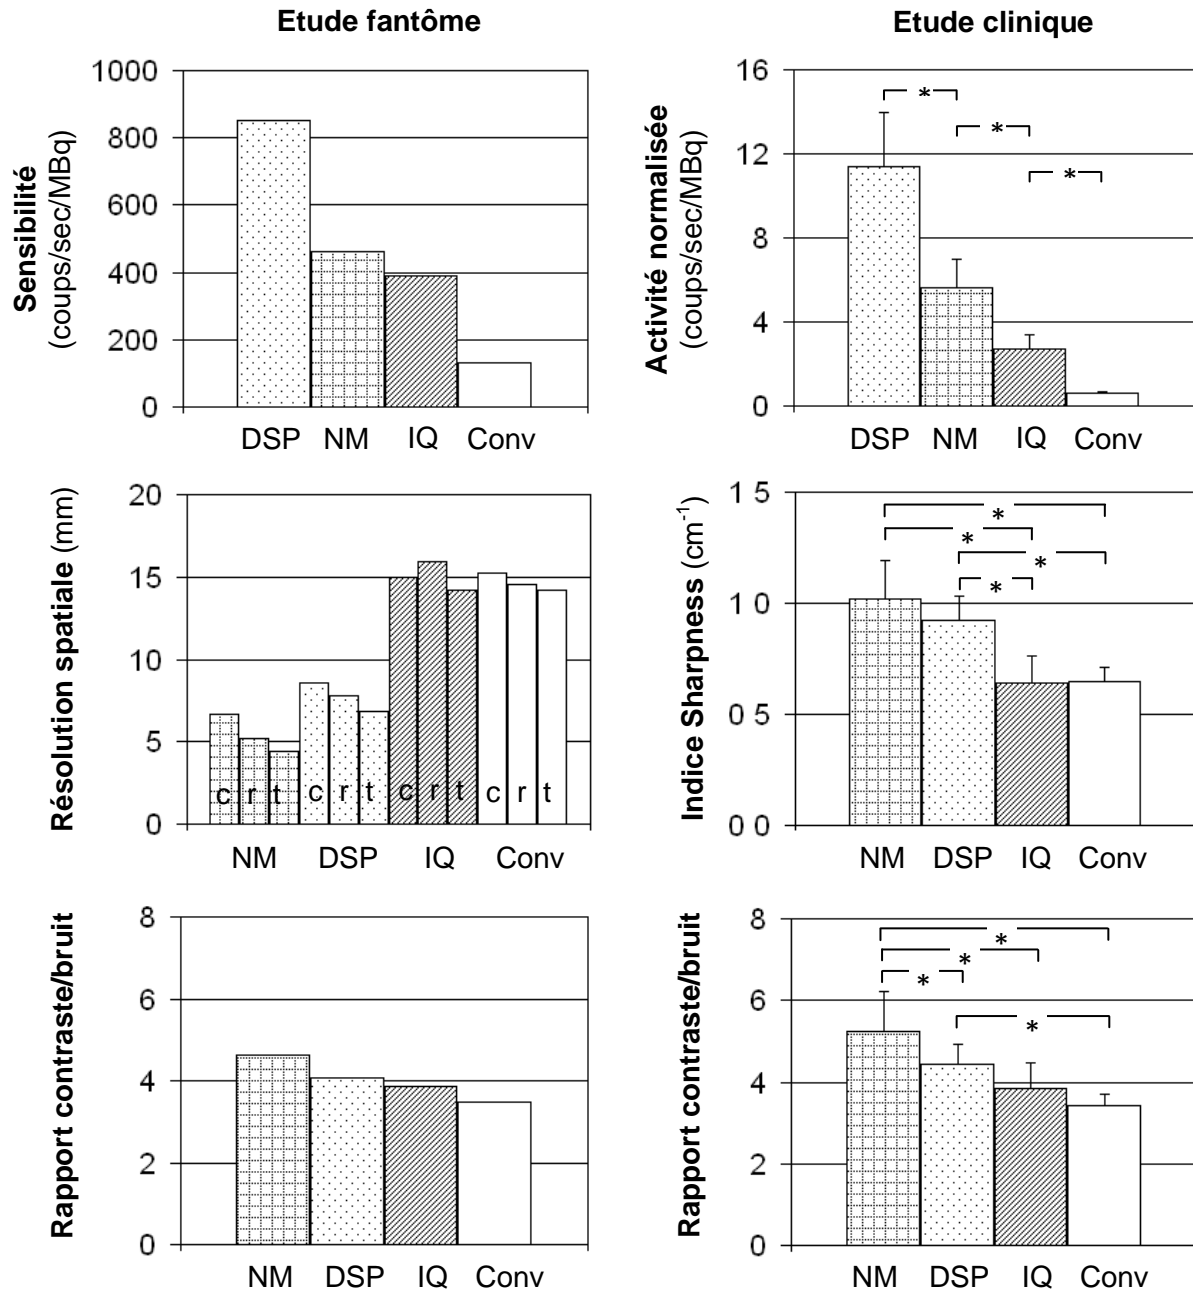 Etude fantôme
Sensibilité
(coups/sec/MBq)
1000
800
600
400
200
0
DSP NM IQ Conv
Etude clinique
Activité normalisée
(coups/sec/MBq)
16
12
8
4
0
*
*
*
DSP NM IQ Conv
Résolution spatiale (mm)
20
15
10
5
0
c r t c r t c r t c r t
NM DSP IQ Conv
Indice Sharpness (cm-1)
1 5
1 0
0 5
0 0
*
*
*
*
NM DSP IQ Conv
Rapport contraste/bruit
8
6
4
2
0
NM DSP IQ Conv
Rapport contraste/bruit
8
6
4
2
0
*
*
*
*
NM DSP IQ Conv